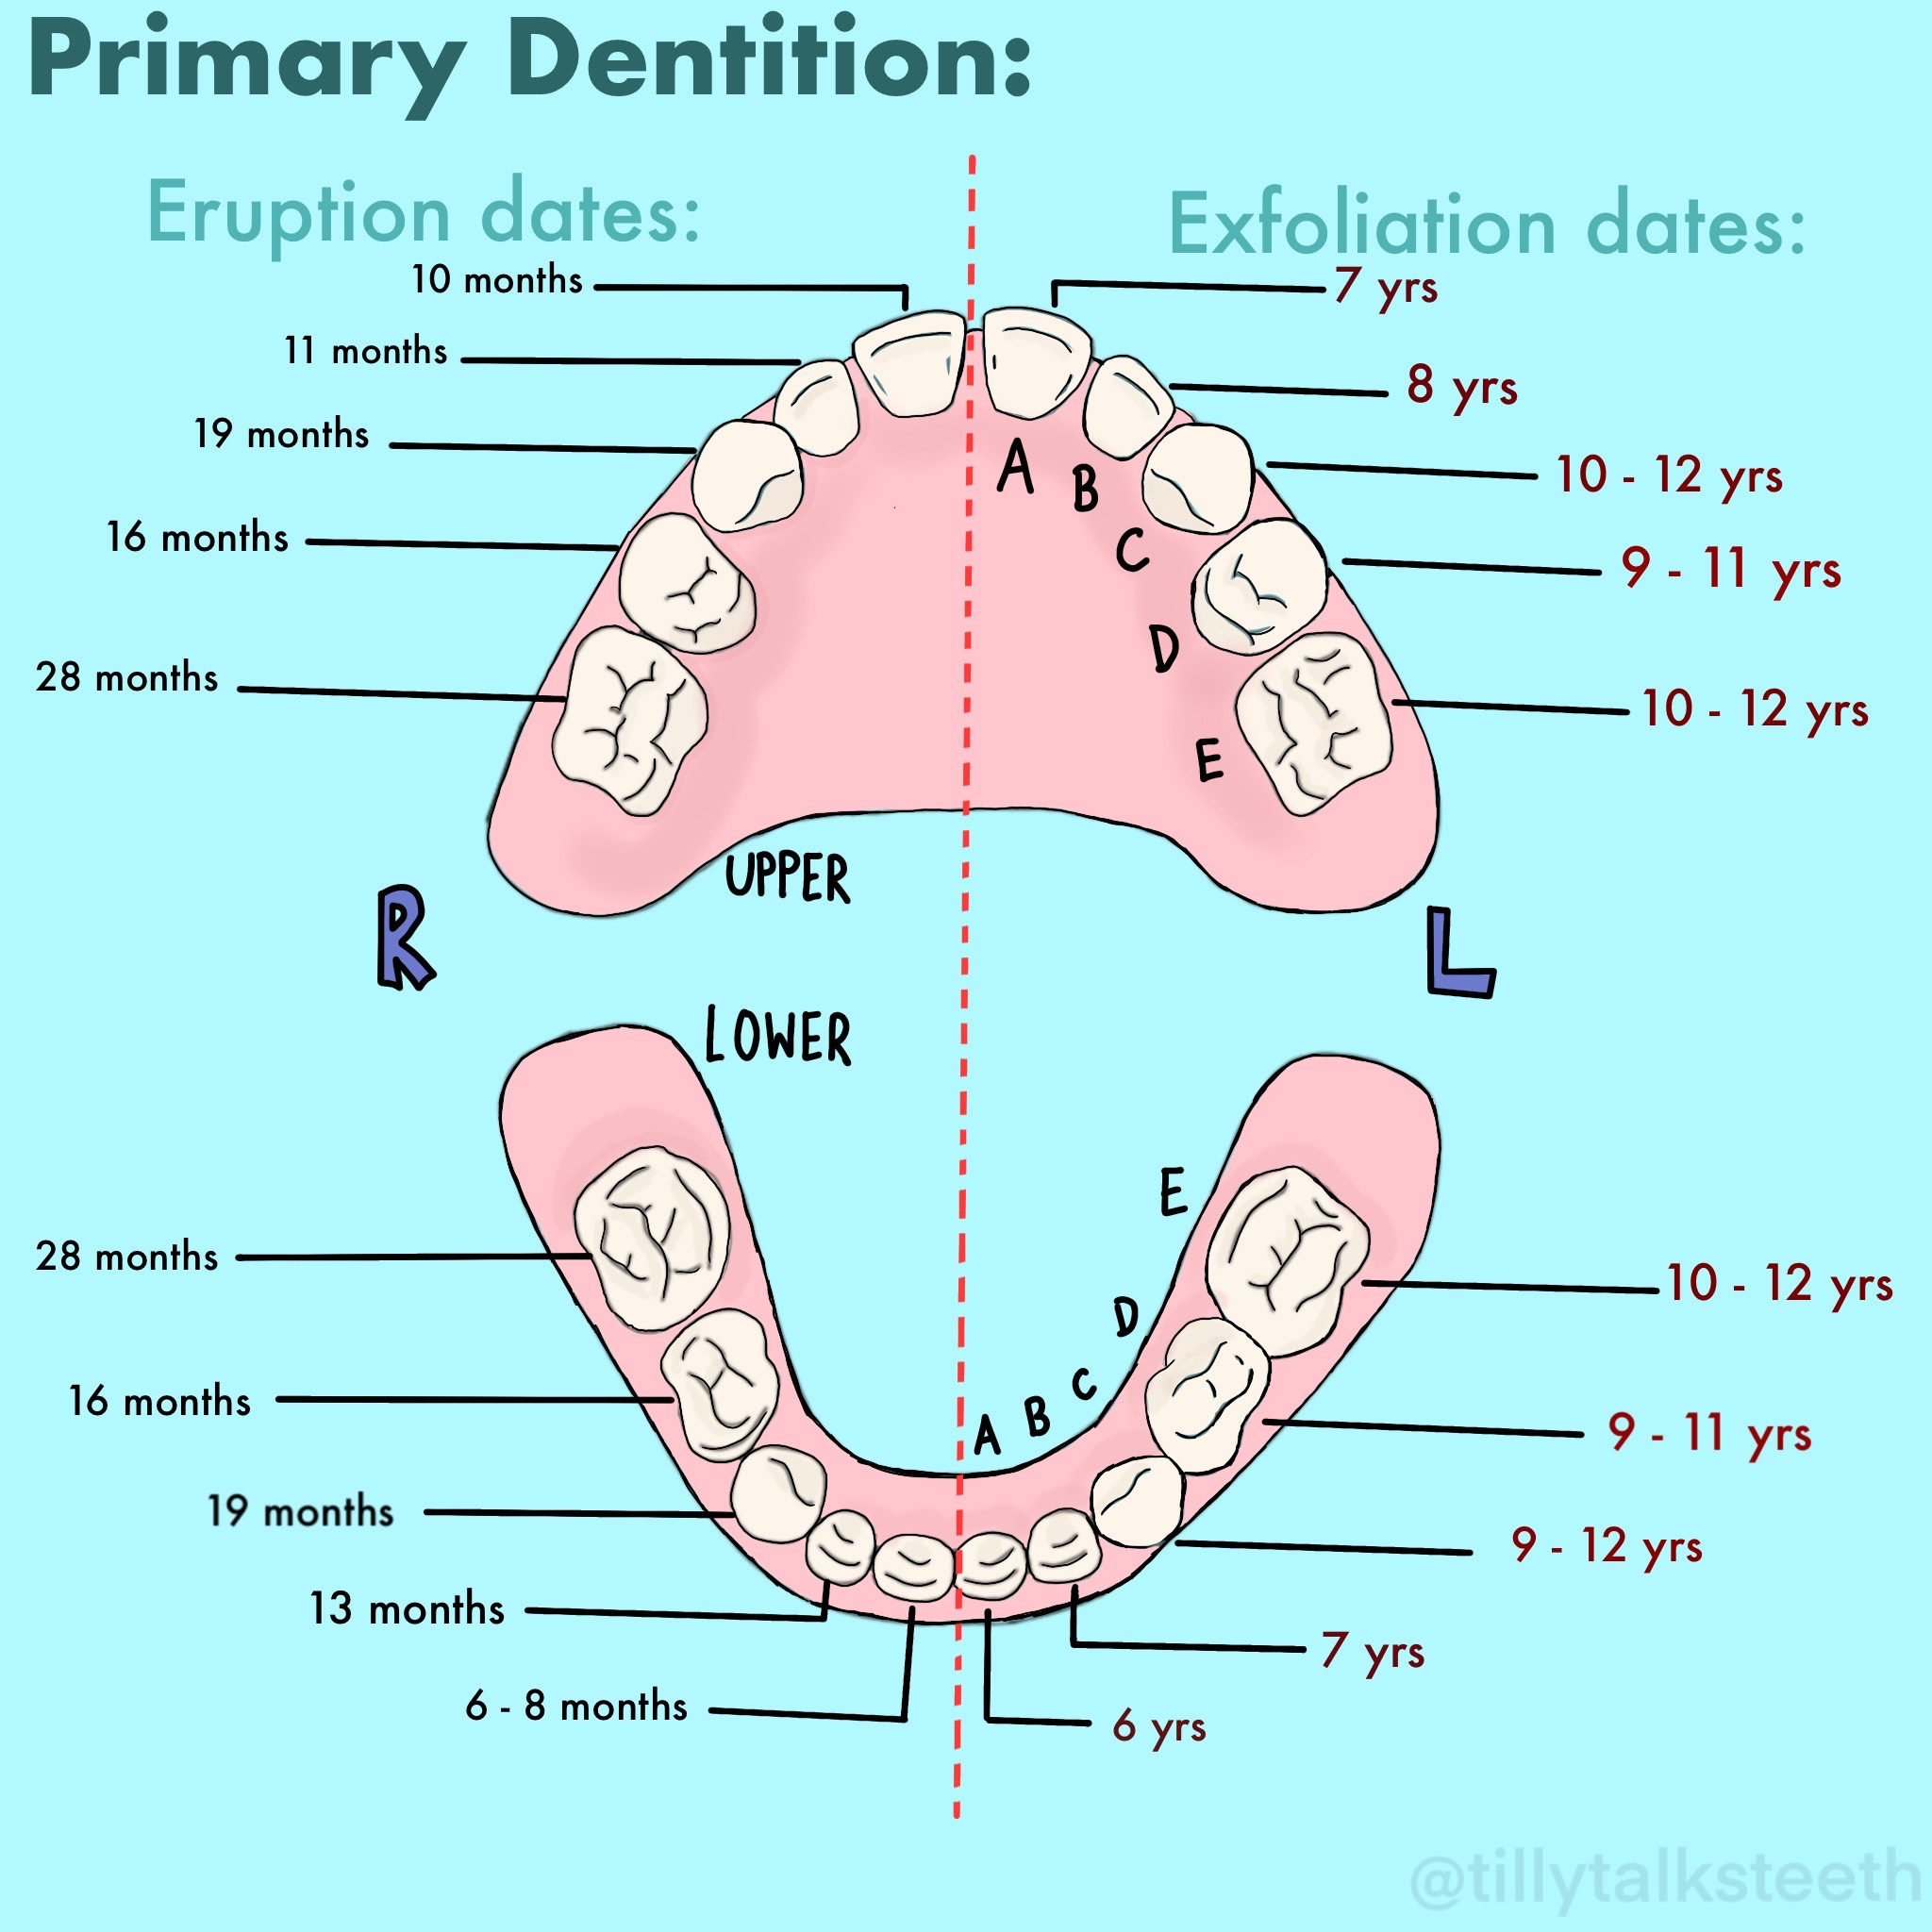 Primary Dentition:
Eruption dates:
Exfoliation dates:
10 months
7 yrs
11 months
8 yrs
19 months
10 - 12 yrs
16 months
9 - 11 yrs
28 months
10 - 12 yrs
A
B
C
D
E
UPPER
R
L
LOWER
E
D
C
B
A
28 months
10 - 12 yrs
16 months
9 - 11 yrs
19 months
9 - 12 yrs
13 months
7 yrs
6 - 8 months
6 yrs
@tillytalksteeth